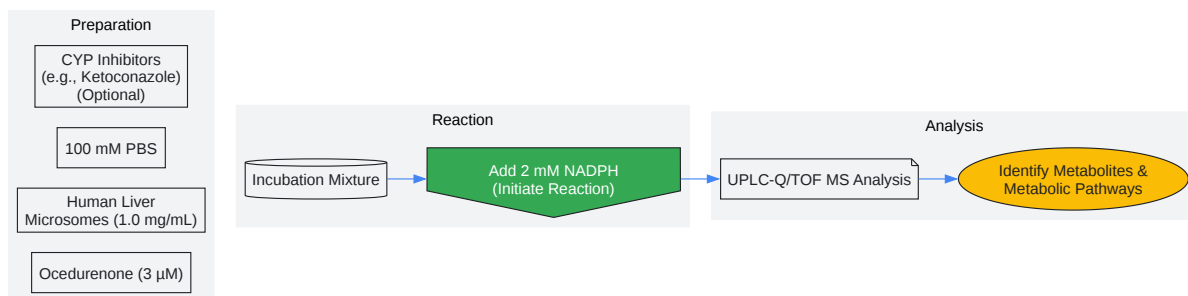 Preparation
CYP Inhibitors
(e.g., Ketoconazole)
(Optional)
100 mM PBS
Human Liver
Microsomes (1.0 mg/mL)
Ocedurenone (3 µM)
Reaction
Incubation Mixture
Add 2 mM NADPH
(Initiate Reaction)
Analysis
UPLC-Q/TOF MS Analysis
Identify Metabolites &
Metabolic Pathways